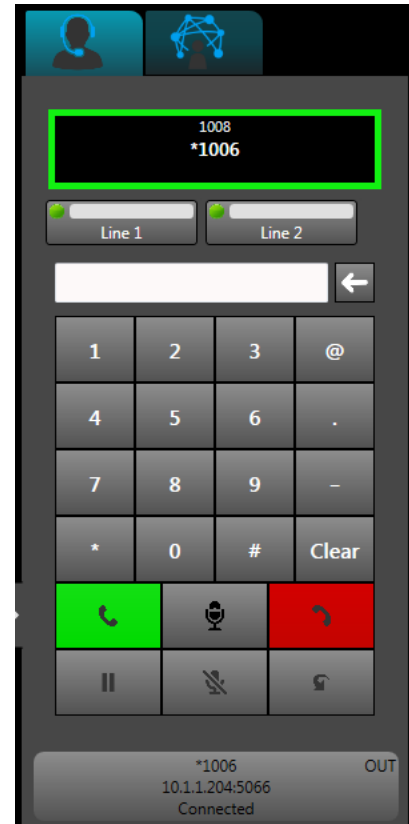 1008
*1006
Line 1 Line 2
1 2 3 @
4 5 6 .
7 8 9 -
* 0 # Clear
*1006 OUT
10.1.1.204:5066
Connected